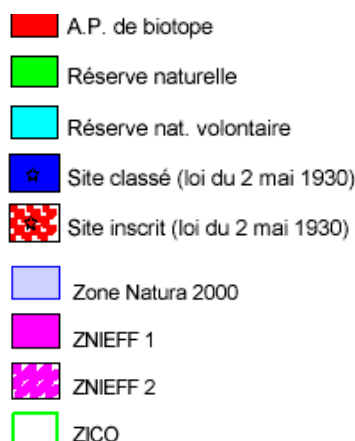 A.P. de biotope
Réserve naturelle
Réserve nat. volontaire
Site classé (loi du 2 mai 1930)
Site inscrit (loi du 2 mai 1930)
Zone Natura 2000
ZNIEFF 1
ZNIEFF 2
ZICO